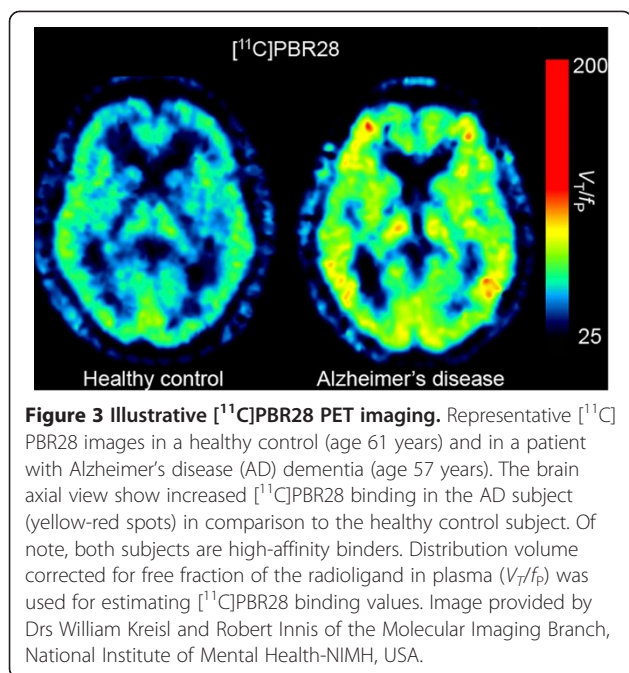 [¹¹C]PBR28
200
V_T/f_P
25
Healthy control
Alzheimer's disease
Figure 3 Illustrative [¹¹C]PBR28 PET imaging. Representative [¹¹C]
PBR28 images in a healthy control (age 61 years) and in a patient
with Alzheimer's disease (AD) dementia (age 57 years). The brain
axial view show increased [¹¹C]PBR28 binding in the AD subject
(yellow-red spots) in comparison to the healthy control subject. Of
note, both subjects are high-affinity binders. Distribution volume
corrected for free fraction of the radioligand in plasma (V_T/f_P) was
used for estimating [¹¹C]PBR28 binding values. Image provided by
Drs William Kreisl and Robert Innis of the Molecular Imaging Branch,
National Institute of Mental Health-NIMH, USA.